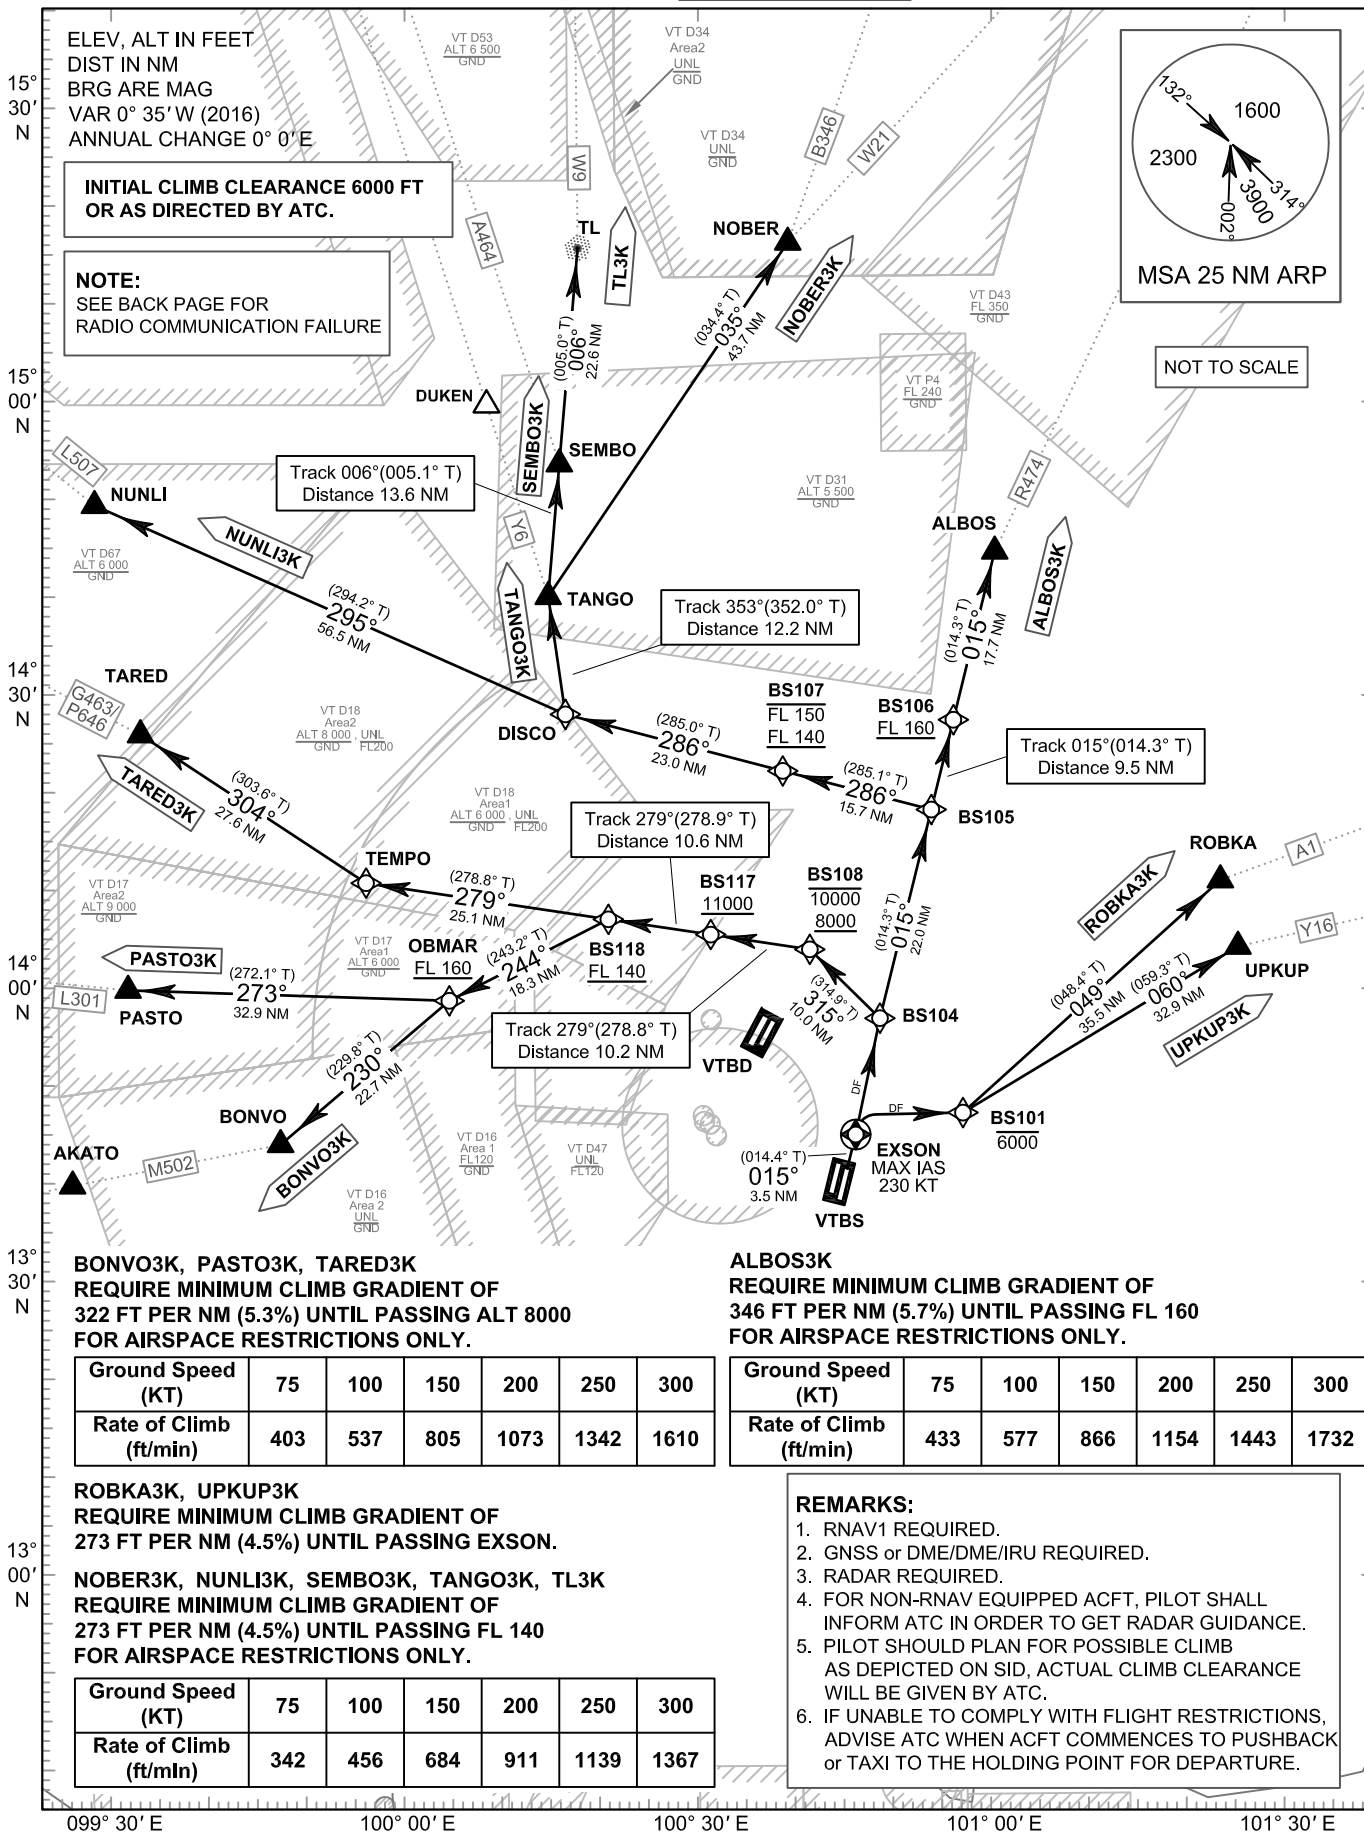 ELEV, ALT IN FEET
DIST IN NM
BRG ARE MAG
VAR 0° 35' W (2016)
ANNUAL CHANGE 0° 0' E
INITIAL CLIMB CLEARANCE 6000 FT
OR AS DIRECTED BY ATC.
NOTE:
SEE BACK PAGE FOR
RADIO COMMUNICATION FAILURE
15°
30'
N
15°
00'
N
14°
30'
N
14°
00'
N
13°
30'
N
13°
00'
N
VT D53
ALT 6 500
GND
VT D34
Area2
UNL
GND
VT D34
UNL
GND
B346
W21
W9
A464
132°
1600
2300
3900
314°
002°
MSA 25 NM ARP
NOT TO SCALE
TL
TL3K
NOBER
NOBER3K
(034.4° T)
035°
43.7 NM
VT D43
FL 350
GND
VT P4
FL 240
GND
(005.0° T)
006°
22.6 NM
DUKEN
SEMBO3K
SEMBO
Track 006°(005.1° T)
Distance 13.6 NM
L507
NUNLI
NUNLI3K
VT D67
ALT 6 000
GND
Y6
VT D31
ALT 5 500
GND
R474
ALBOS
ALBOS3K
(014.3° T)
015°
17.7 NM
TANGO
TANGO3K
Track 353°(352.0° T)
Distance 12.2 NM
(294.2° T)
295°
56.5 NM
TARED
G463/
P646
TARED3K
VT D18
Area2
ALT 8 000 , UNL
GND FL200
DISCO
(285.0° T)
286°
23.0 NM
BS107
FL 150
FL 140
BS106
FL 160
Track 015°(014.3° T)
Distance 9.5 NM
(285.1° T)
286°
15.7 NM
BS105
(303.6° T)
304°
27.6 NM
VT D18
Area1
ALT 6 000 , UNL
GND FL200
Track 279°(278.9° T)
Distance 10.6 NM
ROBKA
A1
ROBKA3K
TEMPO
(278.8° T)
279°
25.1 NM
BS117
11000
BS108
10000
8000
(014.3° T)
015°
22.0 NM
VT D17
Area2
ALT 9 000
GND
VT D17
Area1
ALT 6 000
GND
OBMAR
FL 160
(243.2° T)
244°
18.3 NM
BS118
FL 140
Y16
UPKUP
UPKUP3K
PASTO3K
L301
PASTO
(272.1° T)
273°
32.9 NM
Track 279°(278.8° T)
Distance 10.2 NM
(314.9° T)
315°
10.0 NM
BS104
(048.4° T)
049°
35.5 NM
(059.3° T)
060°
32.9 NM
VTBD
(229.8° T)
230°
22.7 NM
DF
DF
BS101
6000
BONVO
BONVO3K
AKATO
M502
VT D16
Area 1
FL120
GND
VT D47
UNL
FL120
VT D16
Area 2
UNL
GND
(014.4° T)
015°
3.5 NM
EXSON
MAX IAS
230 KT
VTBS
BONVO3K, PASTO3K, TARED3K
REQUIRE MINIMUM CLIMB GRADIENT OF
322 FT PER NM (5.3%) UNTIL PASSING ALT 8000
FOR AIRSPACE RESTRICTIONS ONLY.
Ground Speed (KT) 75 100 150 200 250 300
Rate of Climb (ft/min) 403 537 805 1073 1342 1610
ALBOS3K
REQUIRE MINIMUM CLIMB GRADIENT OF
346 FT PER NM (5.7%) UNTIL PASSING FL 160
FOR AIRSPACE RESTRICTIONS ONLY.
Ground Speed (KT) 75 100 150 200 250 300
Rate of Climb (ft/min) 433 577 866 1154 1443 1732
ROBKA3K, UPKUP3K
REQUIRE MINIMUM CLIMB GRADIENT OF
273 FT PER NM (4.5%) UNTIL PASSING EXSON.
NOBER3K, NUNLI3K, SEMBO3K, TANGO3K, TL3K
REQUIRE MINIMUM CLIMB GRADIENT OF
273 FT PER NM (4.5%) UNTIL PASSING FL 140
FOR AIRSPACE RESTRICTIONS ONLY.
Ground Speed (KT) 75 100 150 200 250 300
Rate of Climb (ft/min) 342 456 684 911 1139 1367
REMARKS:
1. RNAV1 REQUIRED.
2. GNSS or DME/DME/IRU REQUIRED.
3. RADAR REQUIRED.
4. FOR NON-RNAV EQUIPPED ACFT, PILOT SHALL
INFORM ATC IN ORDER TO GET RADAR GUIDANCE.
5. PILOT SHOULD PLAN FOR POSSIBLE CLIMB
AS DEPICTED ON SID, ACTUAL CLIMB CLEARANCE
WILL BE GIVEN BY ATC.
6. IF UNABLE TO COMPLY WITH FLIGHT RESTRICTIONS,
ADVISE ATC WHEN ACFT COMMENCES TO PUSHBACK
or TAXI TO THE HOLDING POINT FOR DEPARTURE.
099° 30' E
100° 00' E
100° 30' E
101° 00' E
101° 30' E